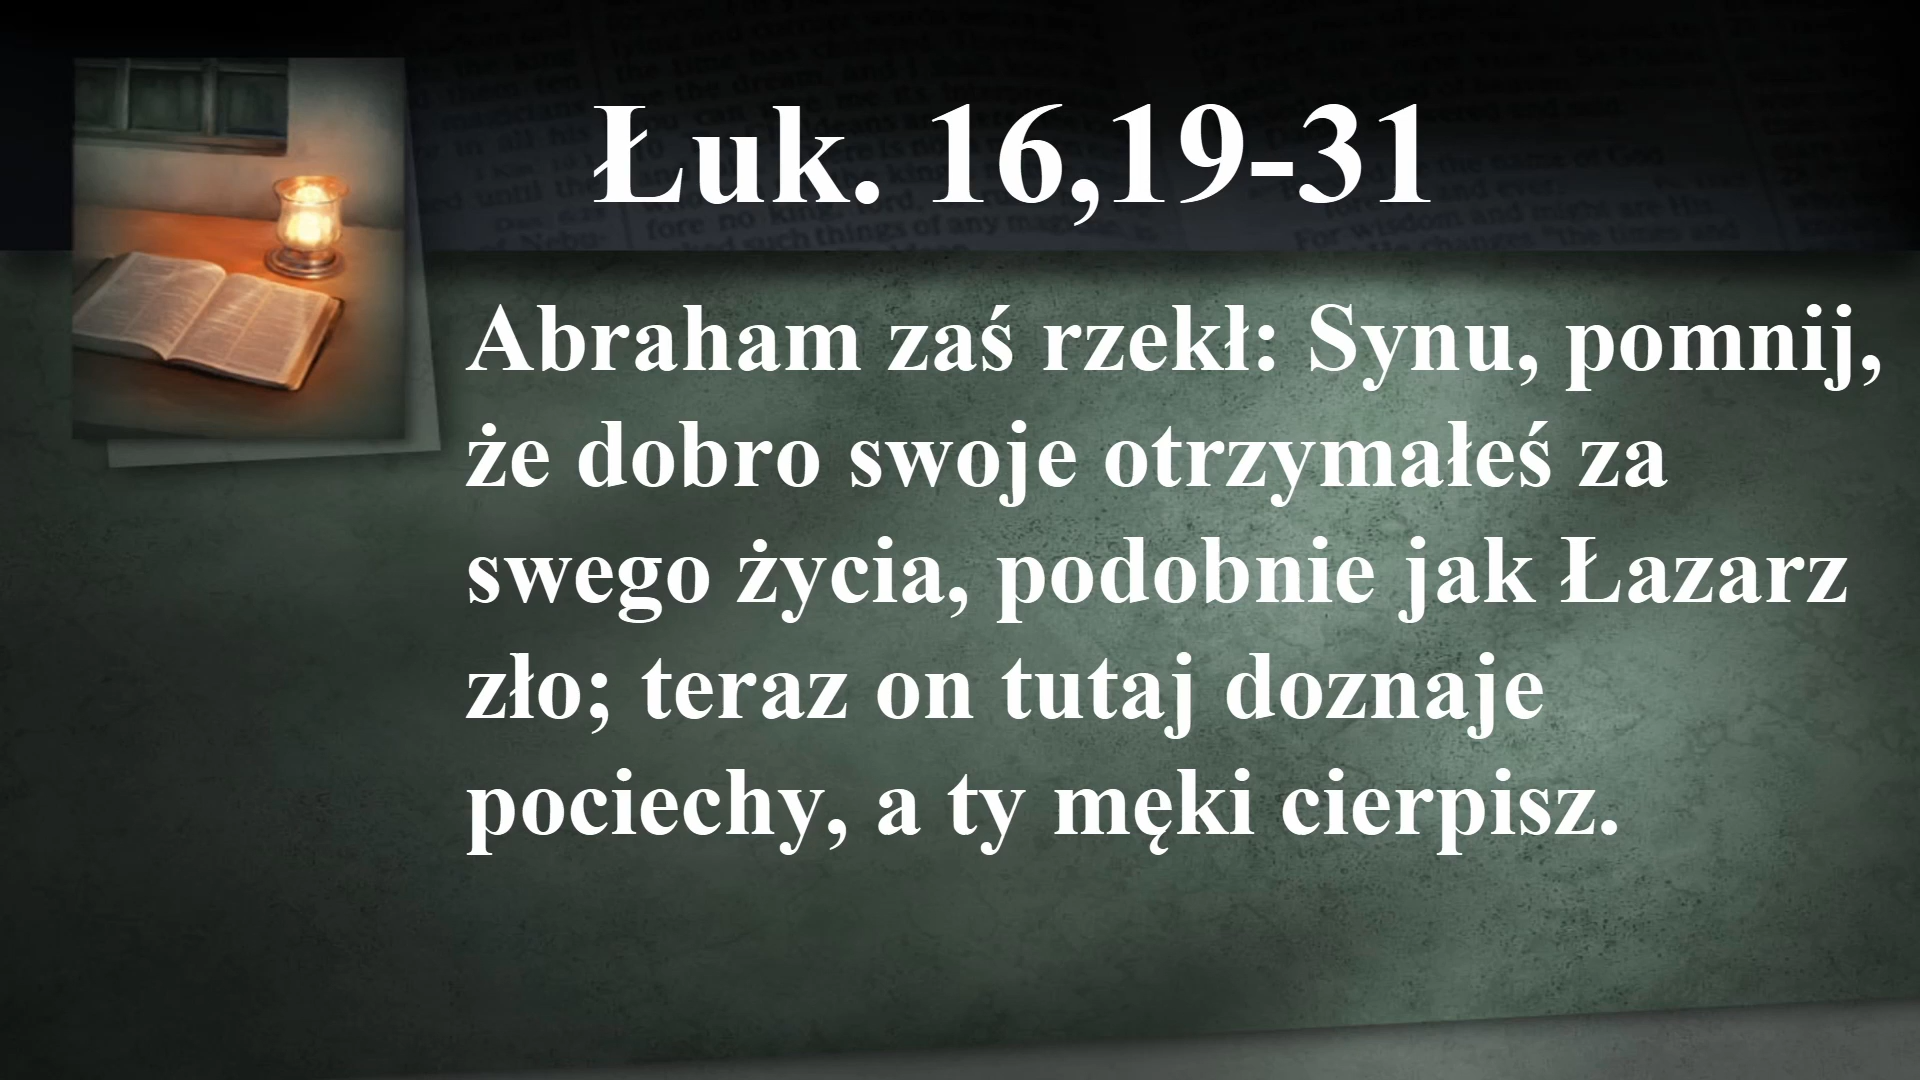 Łuk. 16,19-31
Abraham zaś rzekł: Synu, pomnij,
że dobro swoje otrzymałeś za
swego życia, podobnie jak Łazarz
zło; teraz on tutaj doznaje
pociechy, a ty męki cierpisz.